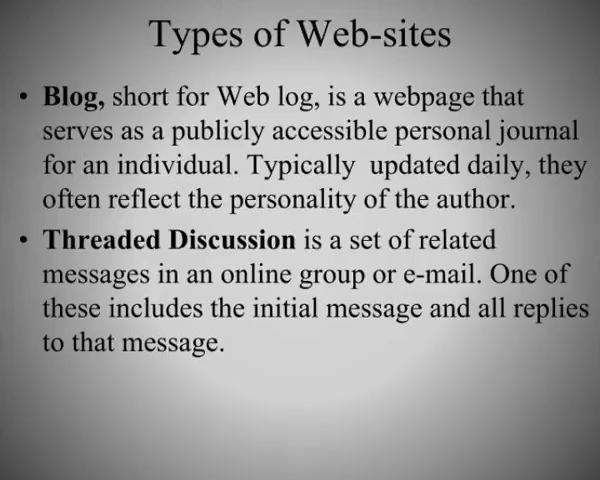 Types of Web-sites
• Blog, short for Web log, is a webpage that
serves as a publicly accessible personal journal
for an individual. Typically updated daily, they
often reflect the personality of the author.
• Threaded Discussion is a set of related
messages in an online group or e-mail. One of
these includes the initial message and all replies
to that message.